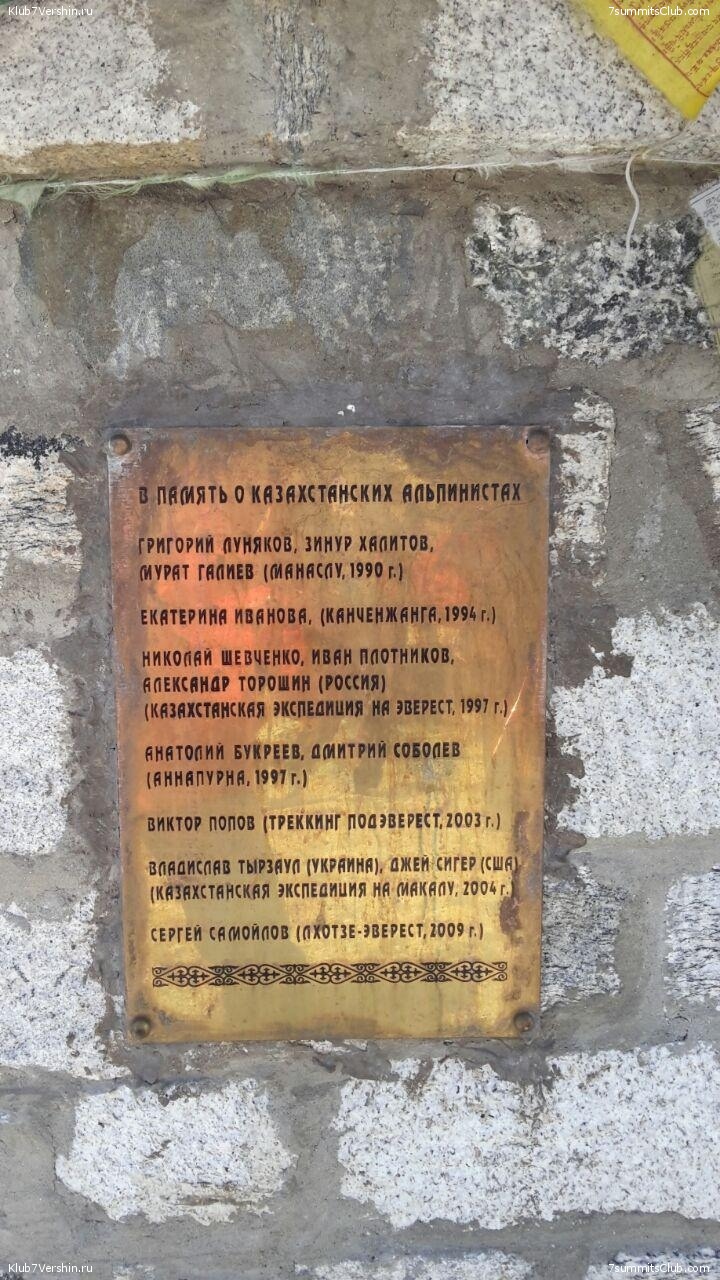 Klub7Vershin.ru
7summitsClub.com
В ПАМЯТЬ О КАЗАХСТАНСКИХ АЛЬПИНИСТАХ
ГРИГОРИЙ ЛУНЯКОВ, ЗИНУР ХАЛИТОВ,
МУРАТ ГАЛИЕВ (МАНАСЛУ, 1990 г.)
ЕКАТЕРИНА ИВАНОВА, (КАНЧЕНЖАНГА, 1994 г.)
НИКОЛАЙ ШЕВЧЕНКО, ИВАН ПЛОТНИКОВ,
АЛЕКСАНДР ТОРОШИН (РОССИЯ)
(КАЗАХСТАНСКАЯ ЭКСПЕДИЦИЯ НА ЭВЕРЕСТ, 1997 г.)
АНАТОЛИЙ БУКРЕЕВ, ДМИТРИЙ СОБОЛЕВ
(АННАПУРНА, 1997 г.)
ВИКТОР ПОПОВ (ТРЕККИНГ ПОДЭВЕРЕСТ, 2003 г.)
ВЛАДИСЛАВ ТЫРЗАУЛ (УКРАИНА), ДЖЕЙ СИГЕР (США)
(КАЗАХСТАНСКАЯ ЭКСПЕДИЦИЯ НА МАКАЛУ, 2004 г.)
СЕРГЕЙ САМОЙЛОВ (ЛХОТЗЕ-ЭВЕРЕСТ, 2009 г.)
Klub7Vershin.ru
7summitsClub.com